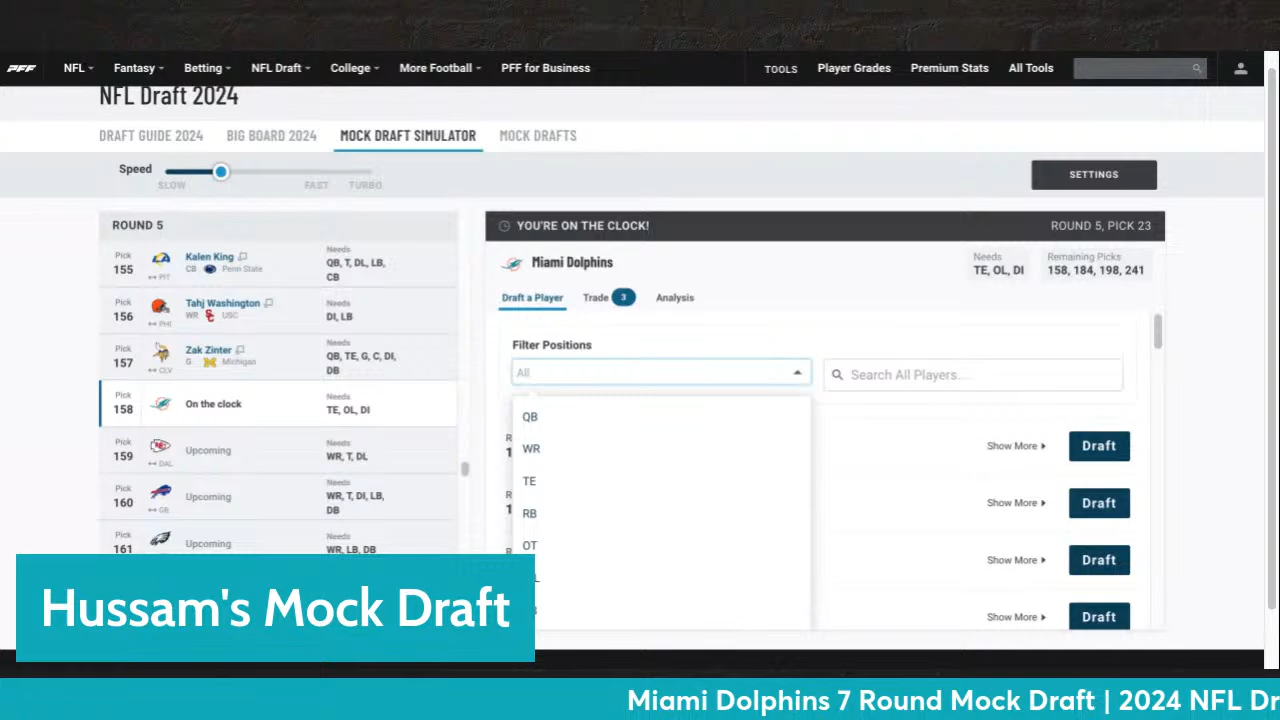 PFF
NFL Fantasy Betting NFL Draft College More Football PFF for Business TOOLS Player Grades Premium Stats All Tools
NFL Draft 2024
DRAFT GUIDE 2024 BIG BOARD 2024 MOCK DRAFT SIMULATOR MOCK DRAFTS
Speed
SLOW FAST TURBO
SETTINGS
ROUND 5
Pick 155 PIT Kalen King CB Penn State Needs QB, T, DL, LB, CB
Pick 156 PHI Tahj Washington WR USC Needs DI, LB
Pick 157 CLV Zak Zinter G Michigan Needs QB, TE, G, C, DI, DB
Pick 158 On the clock Needs TE, OL, DI
Pick 159 DAL Upcoming Needs WR, T, DL
Pick 160 GB Upcoming Needs WR, T, DI, LB, DB
Pick 161 Upcoming Needs WR, LB, DB
YOU'RE ON THE CLOCK! ROUND 5, PICK 23
Miami Dolphins
Needs TE, OL, DI
Remaining Picks 158, 184, 198, 241
Draft a Player Trade 3 Analysis
Filter Positions
All
Search All Players...
QB
WR
TE
RB
OT
Show More Draft
Show More Draft
Show More Draft
Show More Draft
Hussam's Mock Draft
Miami Dolphins 7 Round Mock Draft | 2024 NFL Dr